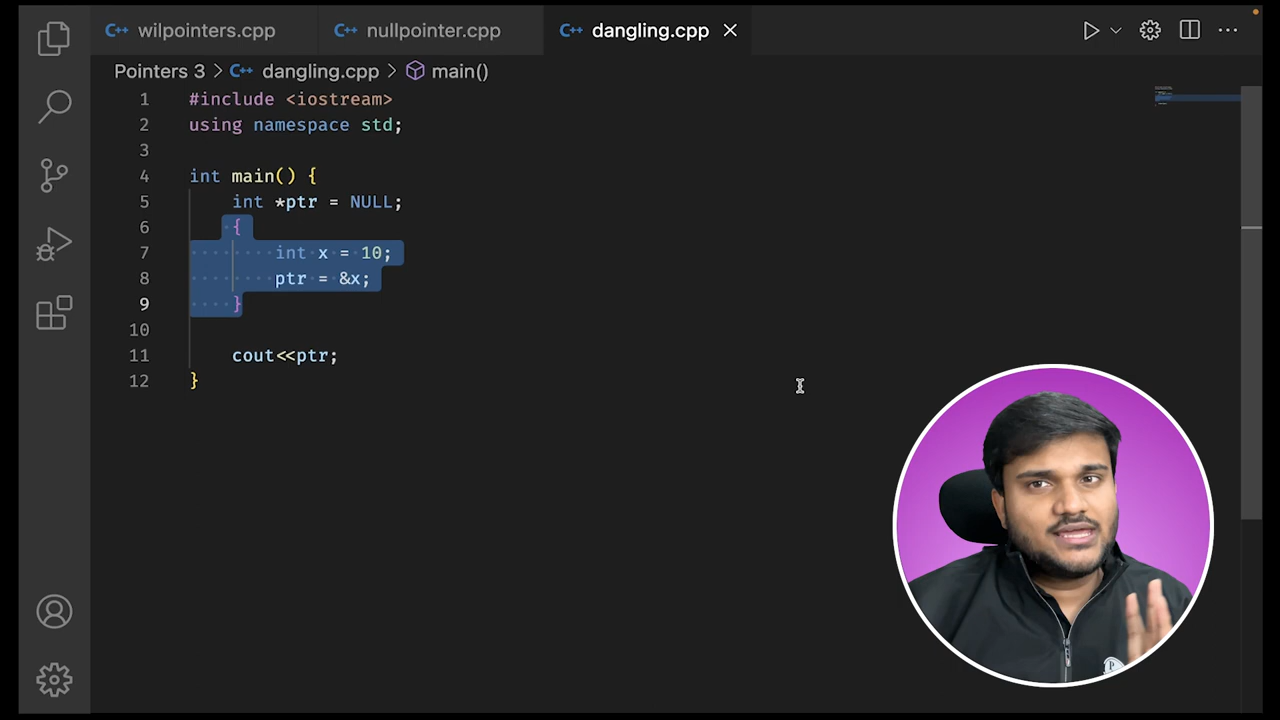 wilpointers.cpp nullpointer.cpp dangling.cpp
Pointers 3 > dangling.cpp > main()
1 #include <iostream>
2 using namespace std;
3
4 int main() {
5 int *ptr = NULL;
6 {
7 int x = 10;
8 ptr = &x;
9 }
10
11 cout<<ptr;
12 }